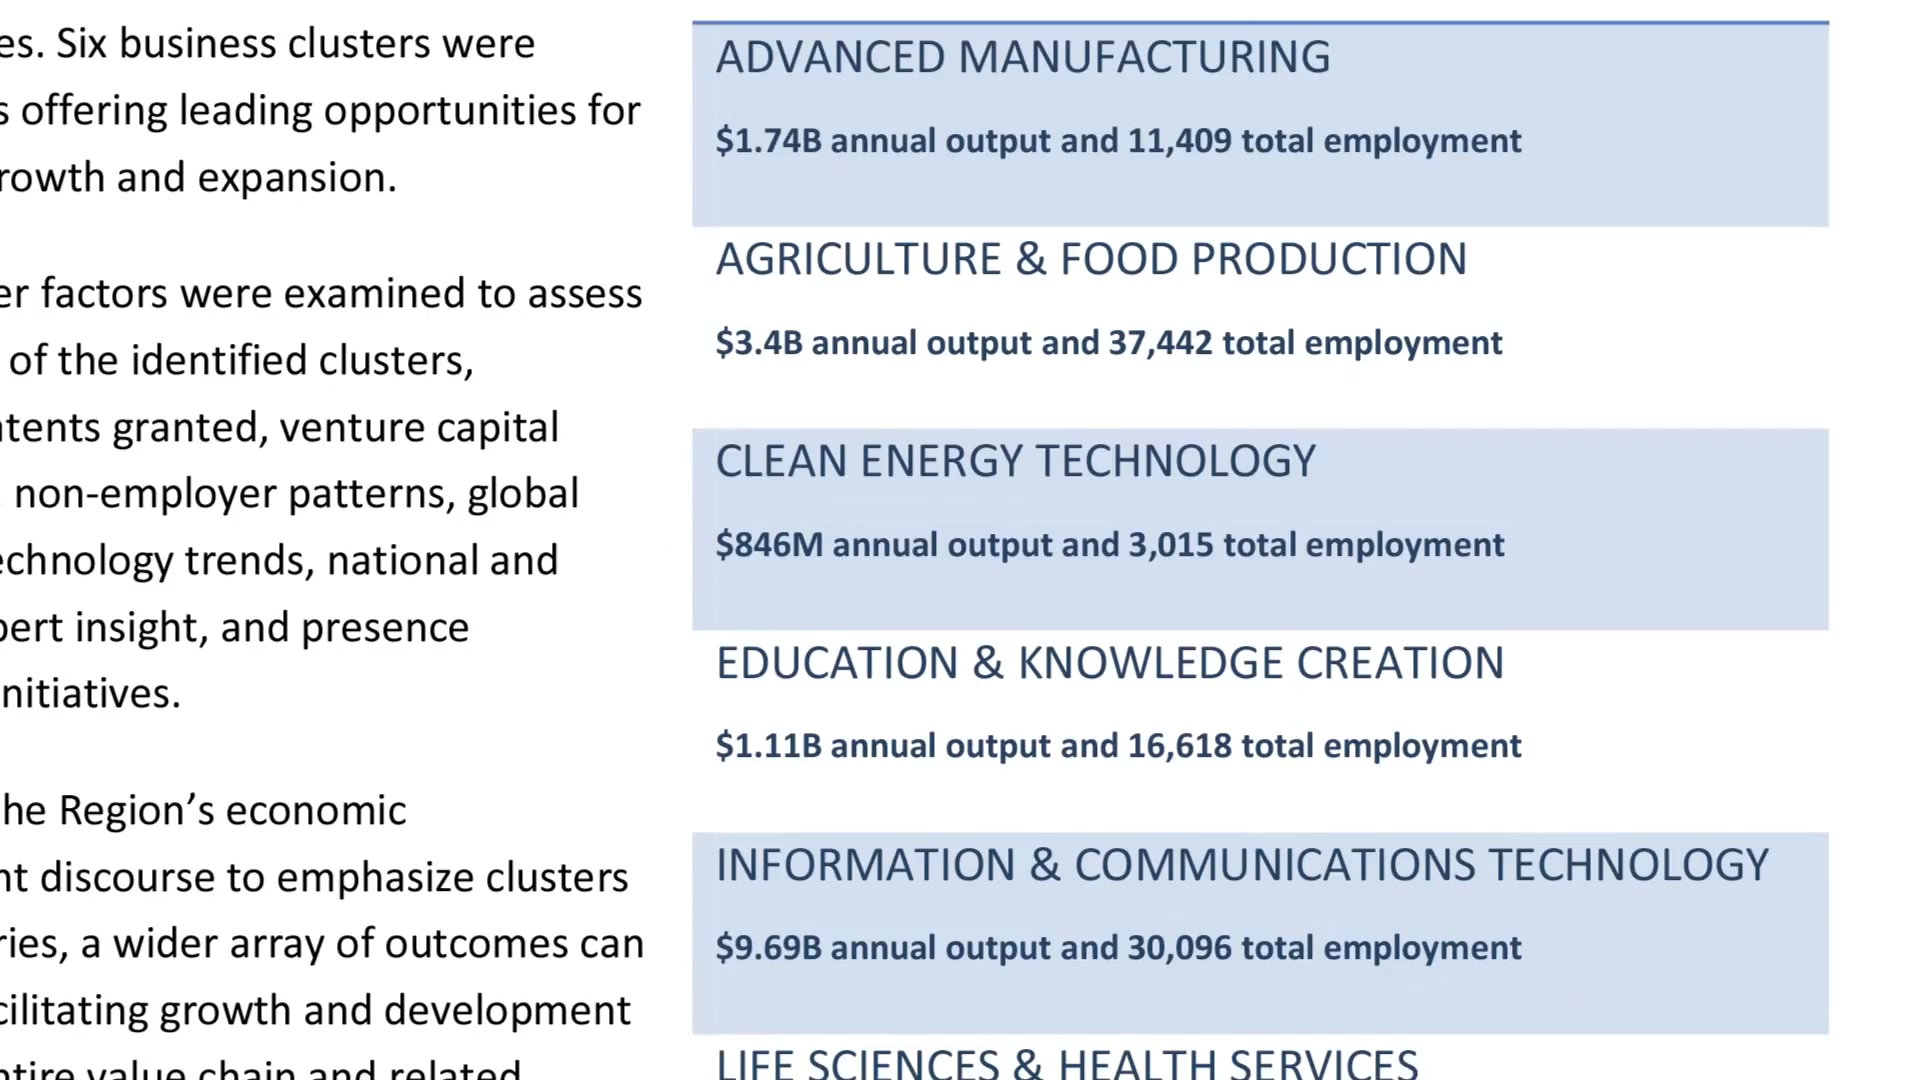 es. Six business clusters were
s offering leading opportunities for
rowth and expansion.
er factors were examined to assess
of the identified clusters,
tents granted, venture capital
non-employer patterns, global
echnology trends, national and
pert insight, and presence
nitiatives.
he Region’s economic
nt discourse to emphasize clusters
ries, a wider array of outcomes can
cilitating growth and development
ntire value chain and related
ADVANCED MANUFACTURING
$1.74B annual output and 11,409 total employment
AGRICULTURE & FOOD PRODUCTION
$3.4B annual output and 37,442 total employment
CLEAN ENERGY TECHNOLOGY
$846M annual output and 3,015 total employment
EDUCATION & KNOWLEDGE CREATION
$1.11B annual output and 16,618 total employment
INFORMATION & COMMUNICATIONS TECHNOLOGY
$9.69B annual output and 30,096 total employment
LIFE SCIENCES & HEALTH SERVICES